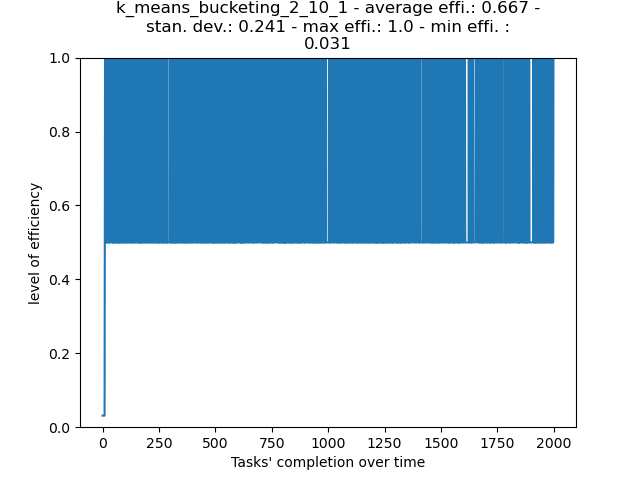 k_means_bucketing_2_10_1 - average effi.: 0.667 -
stan. dev.: 0.241 - max effi.: 1.0 - min effi. :
0.031
1.0
0.8
0.6
0.4
0.2
0.0
level of efficiency
0 250 500 750 1000 1250 1500 1750 2000
Tasks' completion over time